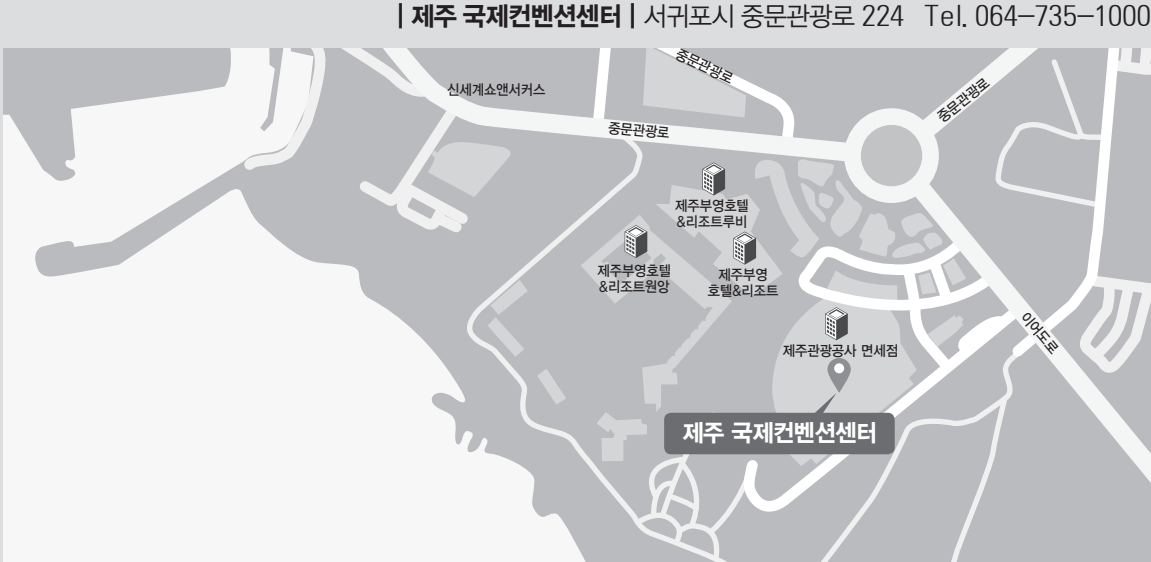 | 제주 국제컨벤션센터 | 서귀포시 중문관광로 224 Tel. 064-735-1000
중문관광로
신세계쇼앤서커스
중문관광로
중문관광로
제주부영호텔
&리조트루비
제주부영호텔
&리조트원앙
제주부영
호텔&리조트
이어도로
제주관광공사 면세점
제주 국제컨벤션센터